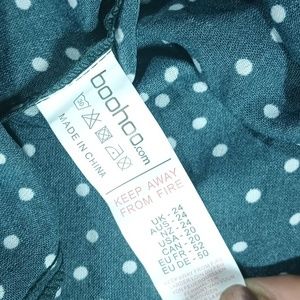 boohoo.com
MADE IN CHINA
KEEP AWAY
FROM FIRE
UK - 24
AUS - 24
NZ - 24
USA - 20
CAN - 20
EU FR - 52
EU DE - 50